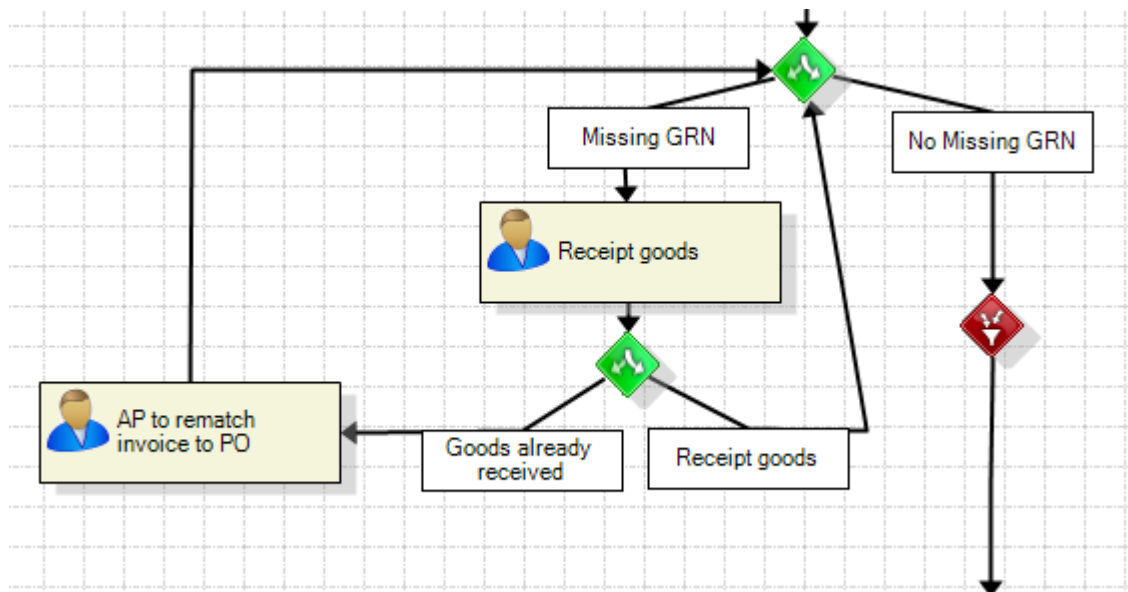 Missing GRN
No Missing GRN
Receipt goods
AP to rematch
invoice to PO
Goods already
received
Receipt goods